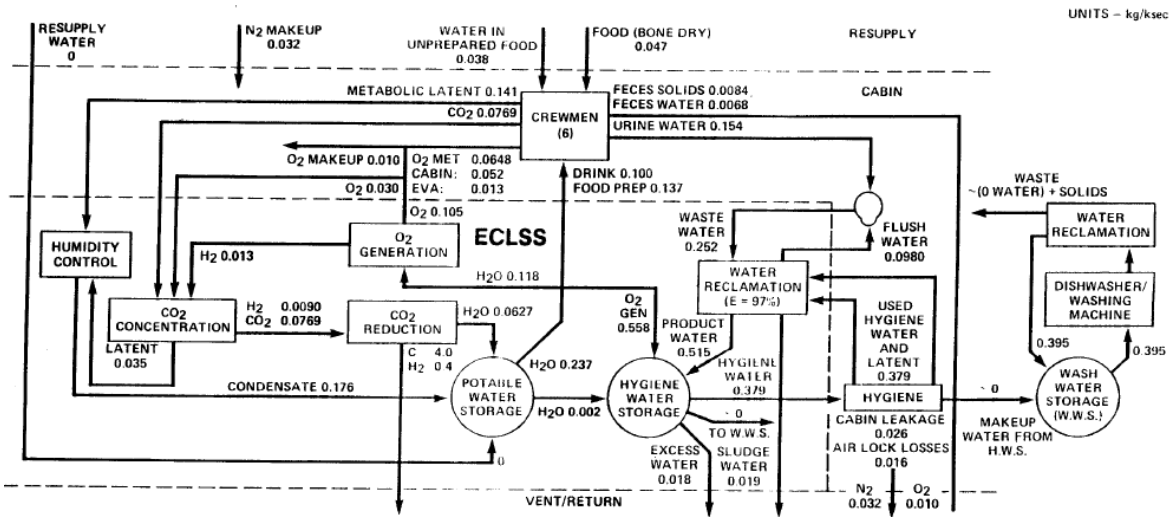 UNITS – kg/ksec
RESUPPLY
WATER
0
N2 MAKEUP
0.032
WATER IN
UNPREPARED FOOD
0.038
FOOD (BONE DRY)
0.047
RESUPPLY
METABOLIC LATENT 0.141
CO2 0.0769
CREWMEN
(6)
FECES SOLIDS 0.0084
FECES WATER 0.0068
URINE WATER 0.154
CABIN
O2 MAKEUP 0.010
O2 MET 0.0648
CABIN: 0.052
EVA: 0.013
O2 0.030
DRINK 0.100
FOOD PREP 0.137
WASTE
~(0 WATER) + SOLIDS
O2 0.105
ECLSS
WASTE
WATER
0.252
FLUSH
WATER
0.0980
WATER
RECLAMATION
HUMIDITY
CONTROL
H2 0.013
O2
GENERATION
H2O 0.118
WATER
RECLAMATION
(E = 97%)
DISHWASHER/
WASHING
MACHINE
CO2
CONCENTRATION
H2 0.0090
CO2 0.0769
CO2
REDUCTION
H2O 0.0627
O2
GEN
0.558
PRODUCT
WATER
0.515
USED
HYGIENE
WATER
AND
LATENT
0.379
0.395
0.395
LATENT
0.035
C 4.0
H2 0.4
CONDENSATE 0.176
POTABLE
WATER
STORAGE
H2O 0.237
H2O 0.002
HYGIENE
WATER
STORAGE
HYGIENE
WATER
0.379
HYGIENE
~0
WASH
WATER
STORAGE
(W.W.S.)
~0
TO W.W.S.
CABIN LEAKAGE
0.026
AIR LOCK LOSSES
0.016
MAKEUP
WATER FROM
H.W.S.
0
EXCESS
WATER
0.018
SLUDGE
WATER
0.019
VENT/RETURN
N2
0.032
O2
0.010